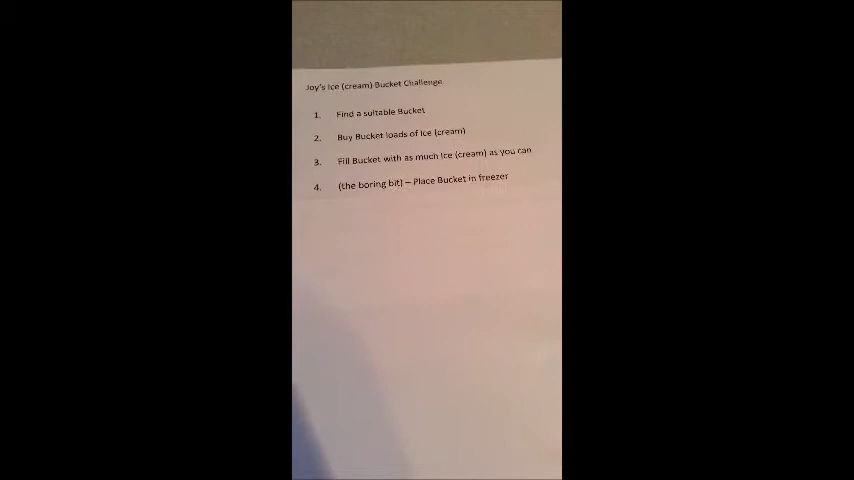 Joy's Ice (cream) Bucket Challenge
1. Find a suitable Bucket
2. Buy Bucket loads of Ice (cream)
3. Fill Bucket with as much Ice (cream) as you can
4. (the boring bit) – Place Bucket in freezer